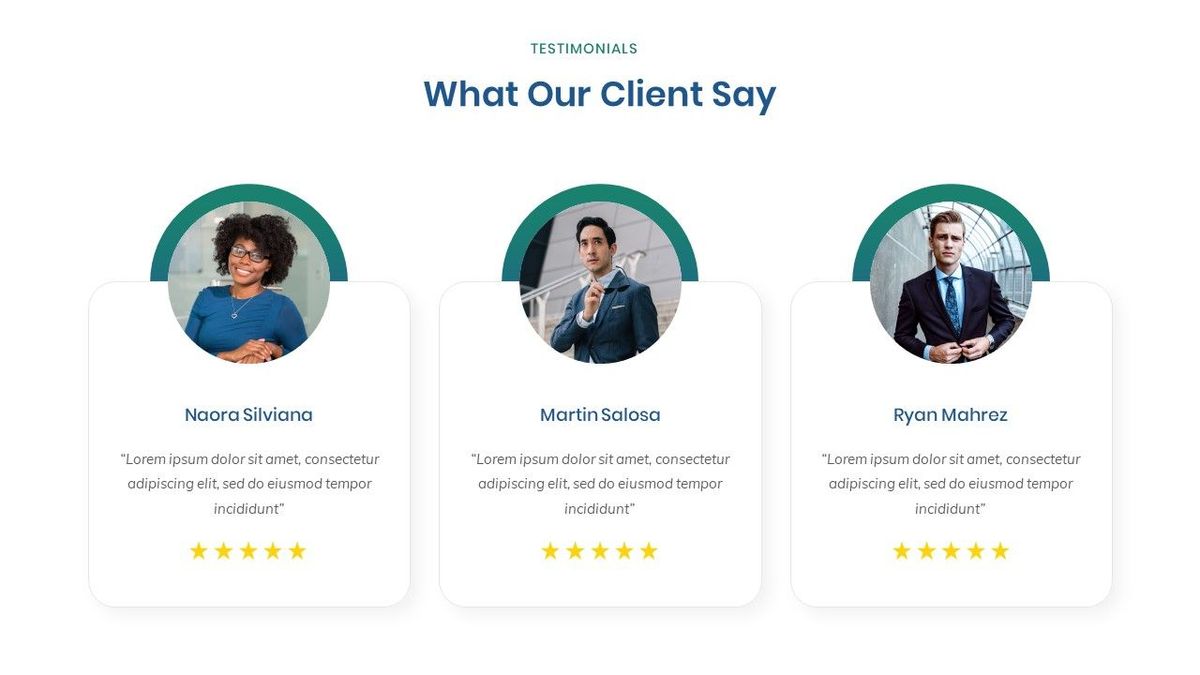 TESTIMONIALS
What Our Client Say
Naora Silviana
"Lorem ipsum dolor sit amet, consectetur
adipiscing elit, sed do eiusmod tempor
incididunt"
Martin Salosa
"Lorem ipsum dolor sit amet, consectetur
adipiscing elit, sed do eiusmod tempor
incididunt"
Ryan Mahrez
"Lorem ipsum dolor sit amet, consectetur
adipiscing elit, sed do eiusmod tempor
incididunt"